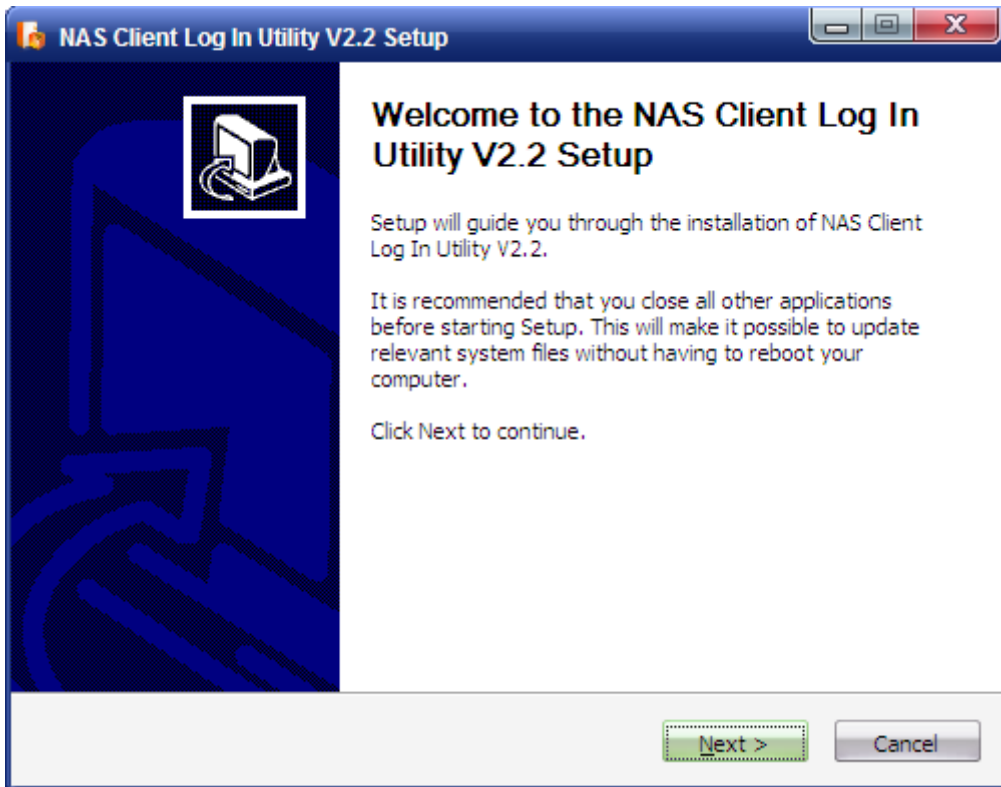 NAS Client Log In Utility V2.2 Setup
Welcome to the NAS Client Log In
Utility V2.2 Setup
Setup will guide you through the installation of NAS Client
Log In Utility V2.2.
It is recommended that you close all other applications
before starting Setup. This will make it possible to update
relevant system files without having to reboot your
computer.
Click Next to continue.
Next >
Cancel